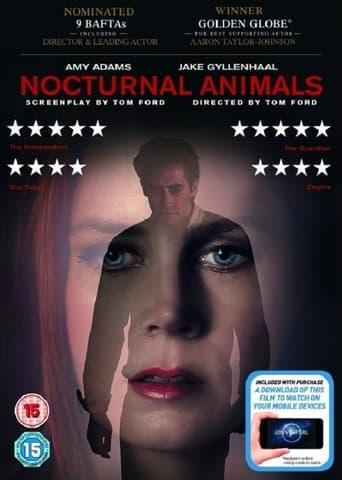 NOMINATED
9 BAFTAs
INCLUDING
DIRECTOR & LEADING ACTOR
WINNER
GOLDEN GLOBE®
FOR BEST SUPPORTING ACTOR
AARON TAYLOR-JOHNSON
AMY ADAMS
JAKE GYLLENHAAL
NOCTURNAL ANIMALS
SCREENPLAY BY TOM FORD
DIRECTED BY TOM FORD
The Independent
The Guardian
The Times
Empire
INCLUDED WITH PURCHASE
A DOWNLOAD OF THIS
FILM TO WATCH ON
YOUR MOBILE DEVICES
UNIVERSAL
15
15